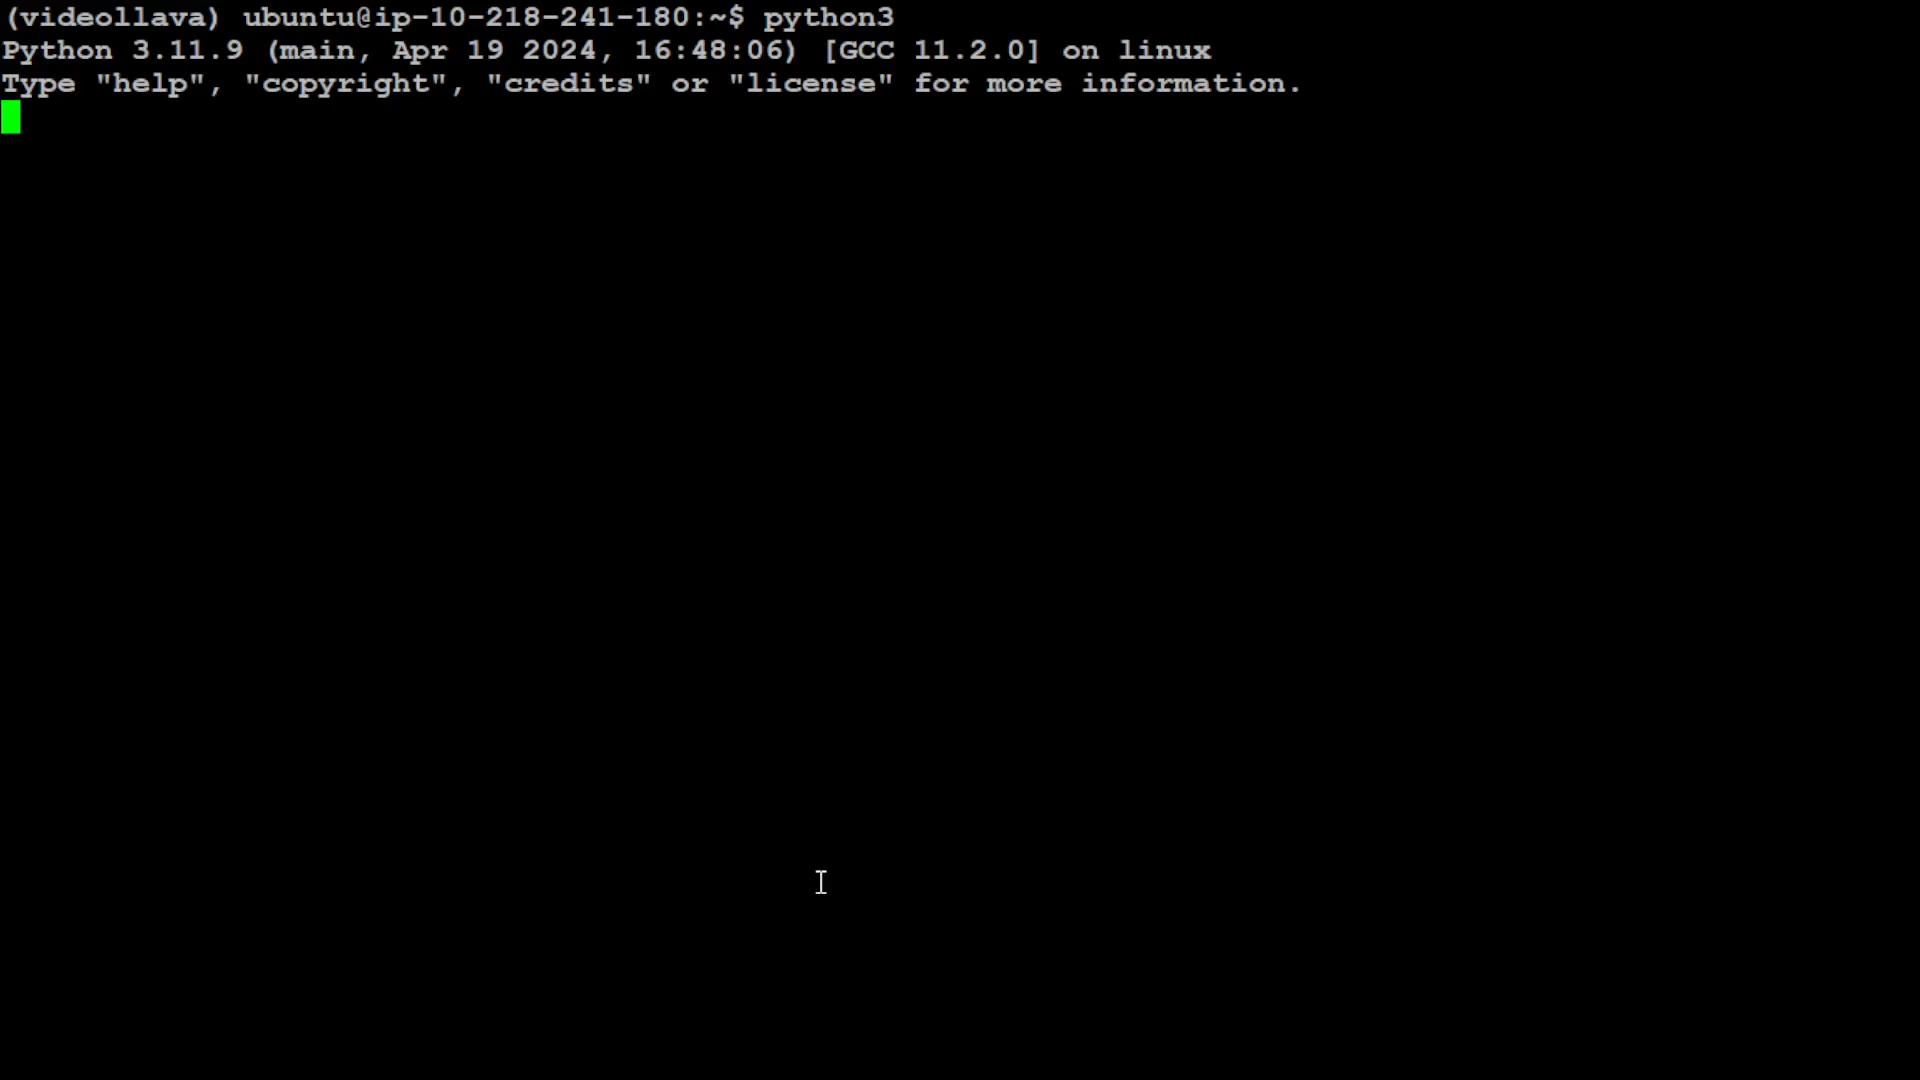 (videollava) ubuntu@ip-10-218-241-180:~$ python3
Python 3.11.9 (main, Apr 19 2024, 16:48:06) [GCC 11.2.0] on linux
Type "help", "copyright", "credits" or "license" for more information.